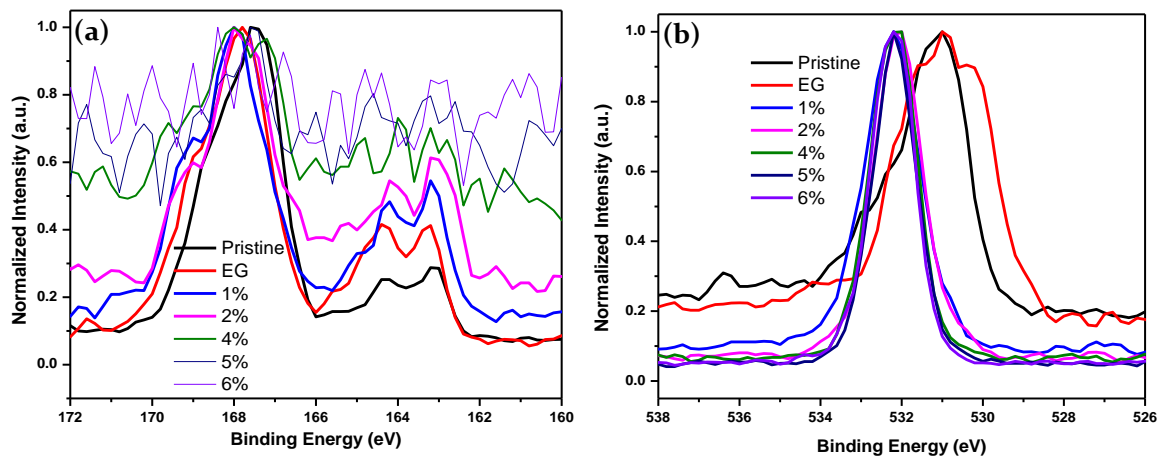 (a)
Normalized Intensity (a.u.)
1.0
0.8
0.6
0.4
0.2
0.0
Pristine
EG
1%
2%
4%
5%
6%
172 170 168 166 164 162 160
Binding Energy (eV)
(b)
Normalized Intensity (a.u.)
1.0
0.8
0.6
0.4
0.2
0.0
Pristine
EG
1%
2%
4%
5%
6%
538 536 534 532 530 528 526
Binding Energy (eV)